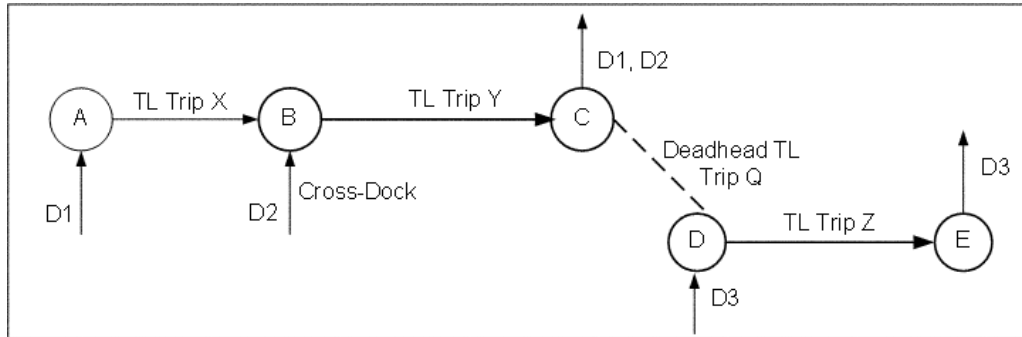 D1, D2
TL Trip X
TL Trip Y
A
B
C
Deadhead TL
Trip Q
D3
Cross-Dock
D1
D2
D
TL Trip Z
E
D3